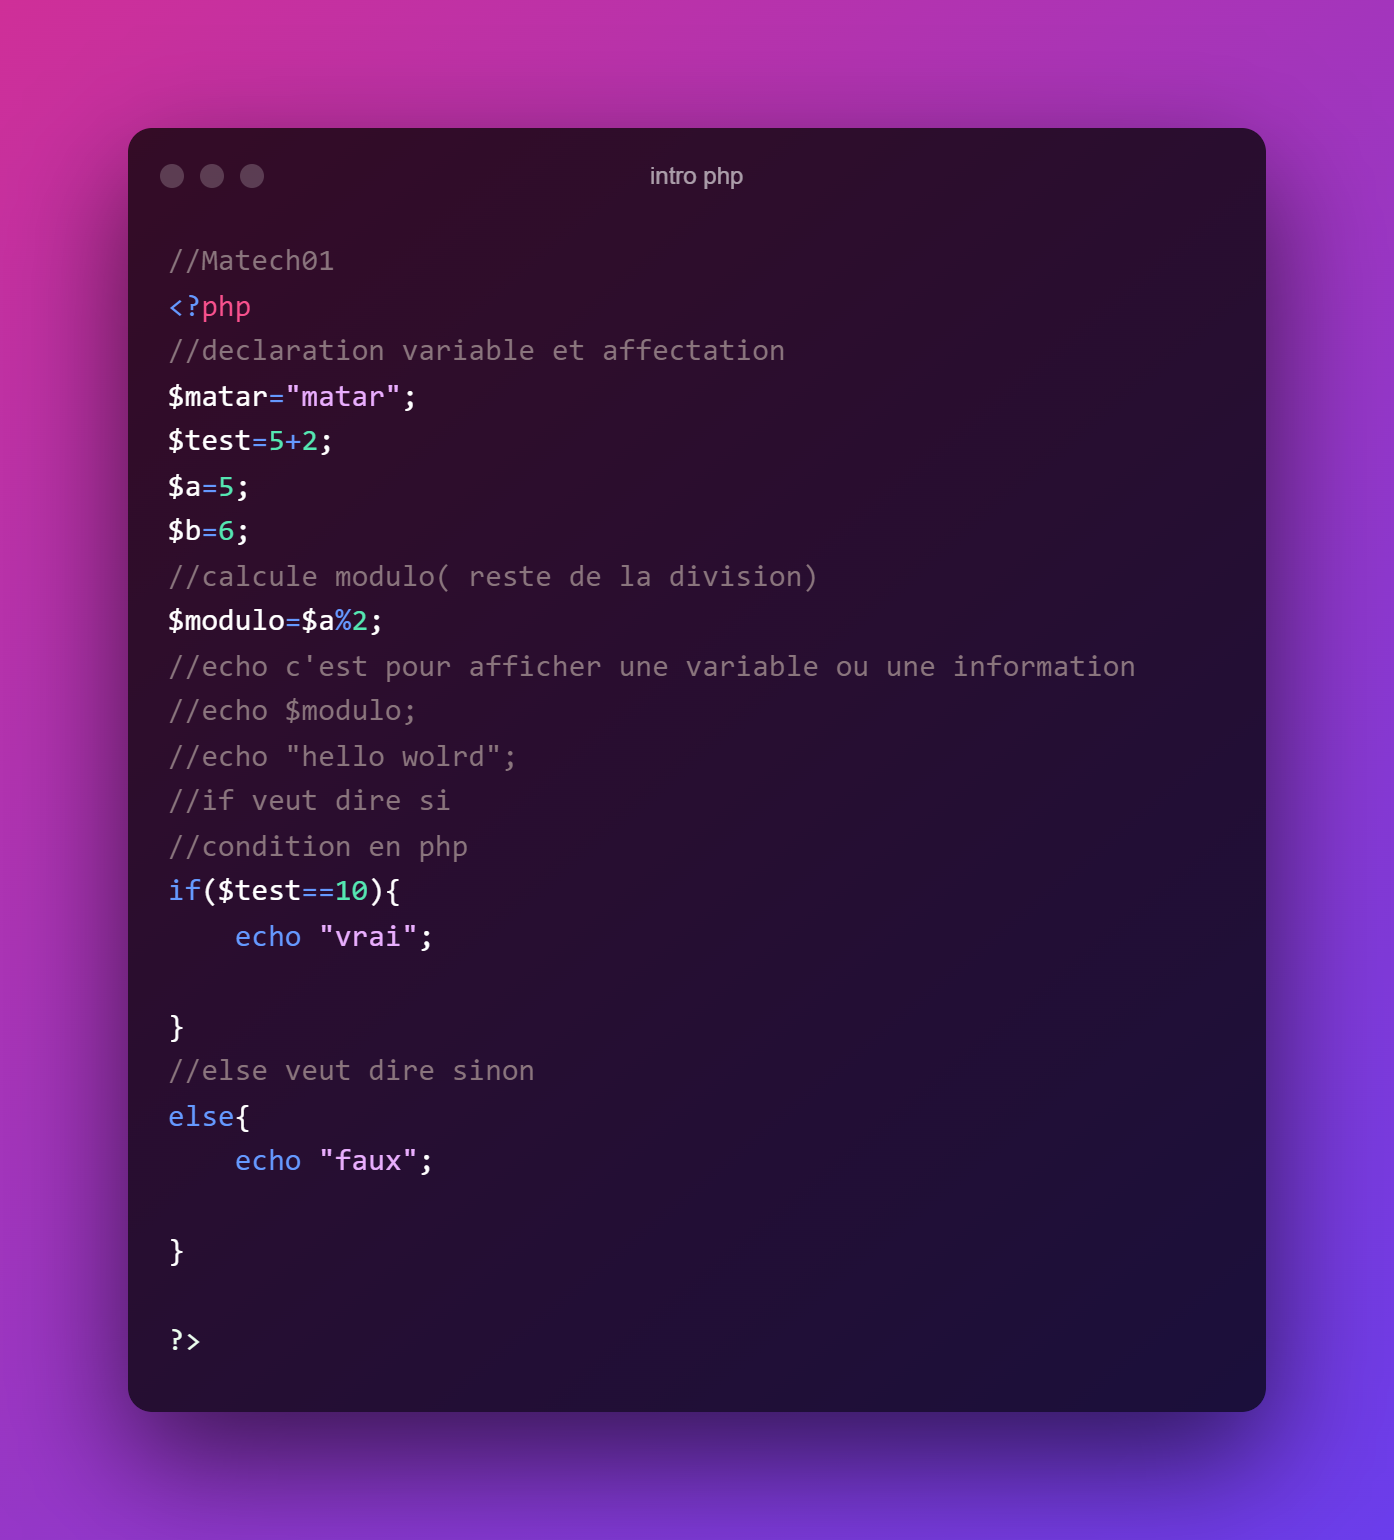 intro php
//Matech01
<?php
//declaration variable et affectation
$matar="matar";
$test=5+2;
$a=5;
$b=6;
//calcule modulo( reste de la division)
$modulo=$a%2;
//echo c'est pour afficher une variable ou une information
//echo $modulo;
//echo "hello wolrd";
//if veut dire si
//condition en php
if($test==10){
    echo "vrai";

}
//else veut dire sinon
else{
    echo "faux";

}

?>